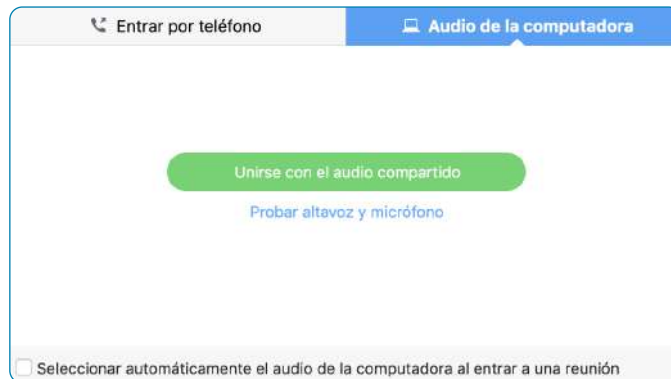 Entrar por teléfono
Audio de la computadora
Unirse con el audio compartido
Probar altavoz y micrófono
Seleccionar automáticamente el audio de la computadora al entrar a una reunión